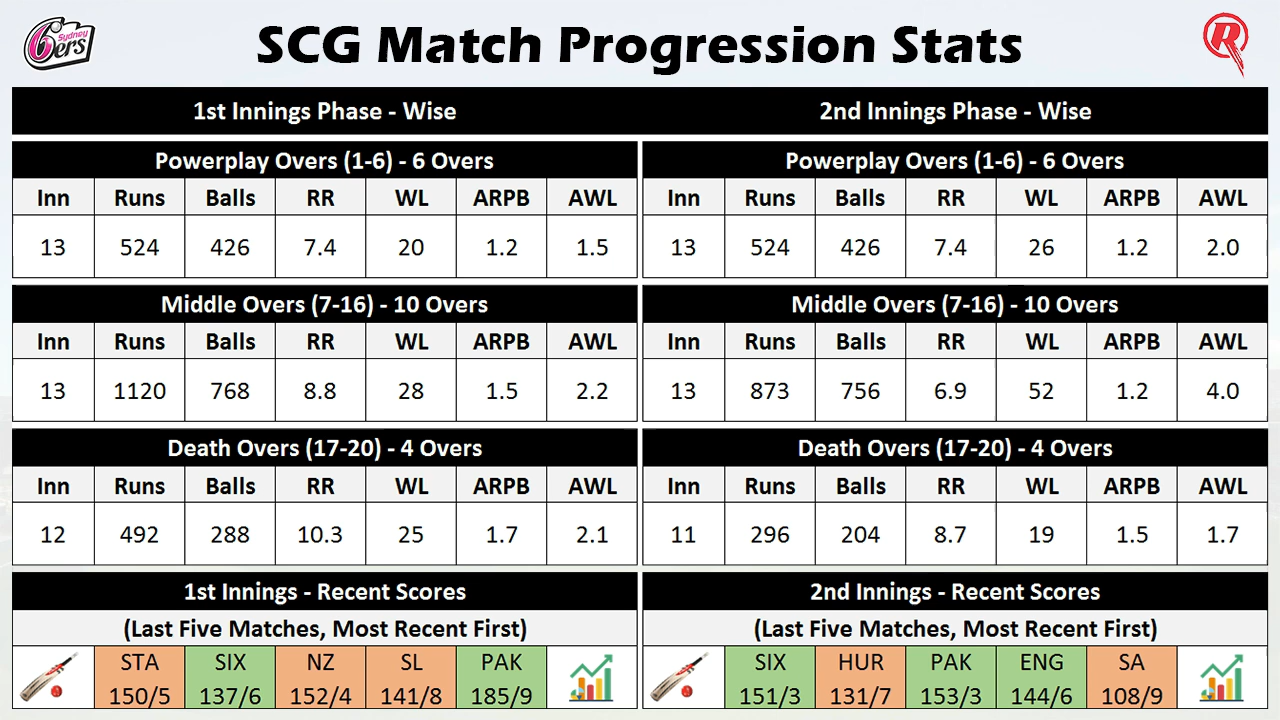 Sydney
6ers
SCG Match Progression Stats
R
1st Innings Phase - Wise
2nd Innings Phase - Wise
Powerplay Overs (1-6) - 6 Overs
Powerplay Overs (1-6) - 6 Overs
Inn Runs Balls RR WL ARPB AWL
Inn Runs Balls RR WL ARPB AWL
13 524 426 7.4 20 1.2 1.5
13 524 426 7.4 26 1.2 2.0
Middle Overs (7-16) - 10 Overs
Middle Overs (7-16) - 10 Overs
Inn Runs Balls RR WL ARPB AWL
Inn Runs Balls RR WL ARPB AWL
13 1120 768 8.8 28 1.5 2.2
13 873 756 6.9 52 1.2 4.0
Death Overs (17-20) - 4 Overs
Death Overs (17-20) - 4 Overs
Inn Runs Balls RR WL ARPB AWL
Inn Runs Balls RR WL ARPB AWL
12 492 288 10.3 25 1.7 2.1
11 296 204 8.7 19 1.5 1.7
1st Innings - Recent Scores
2nd Innings - Recent Scores
(Last Five Matches, Most Recent First)
(Last Five Matches, Most Recent First)
STA SIX NZ SL PAK
SIX HUR PAK ENG SA
150/5 137/6 152/4 141/8 185/9
151/3 131/7 153/3 144/6 108/9